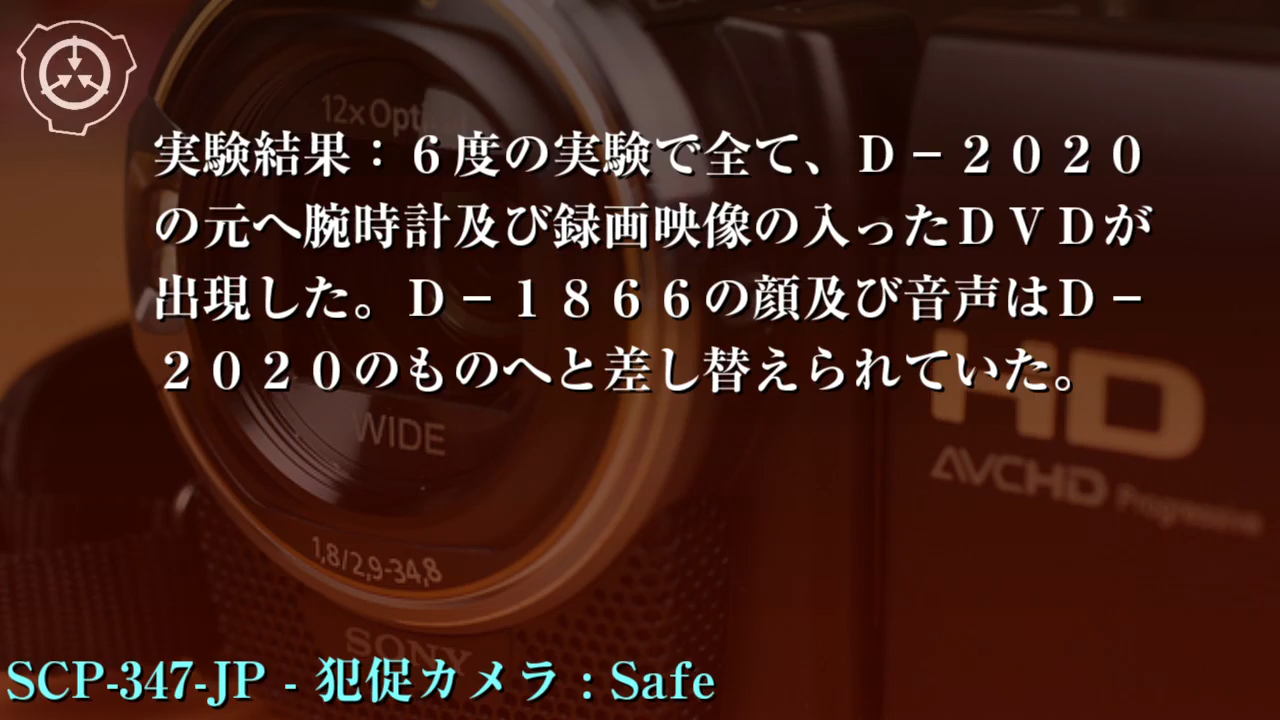 12x Opti
実験結果：６度の実験で全て、Ｄ－２０２０
の元へ腕時計及び録画映像の入ったＤＶＤが
出現した。Ｄ－１８６６の顔及び音声はＤ－
２０２０のものへと差し替えられていた。
HD
WIDE
AVCHD Progressive
1,8/2,9-34,8
SONY
SCP-347-JP - 犯促カメラ：Safe